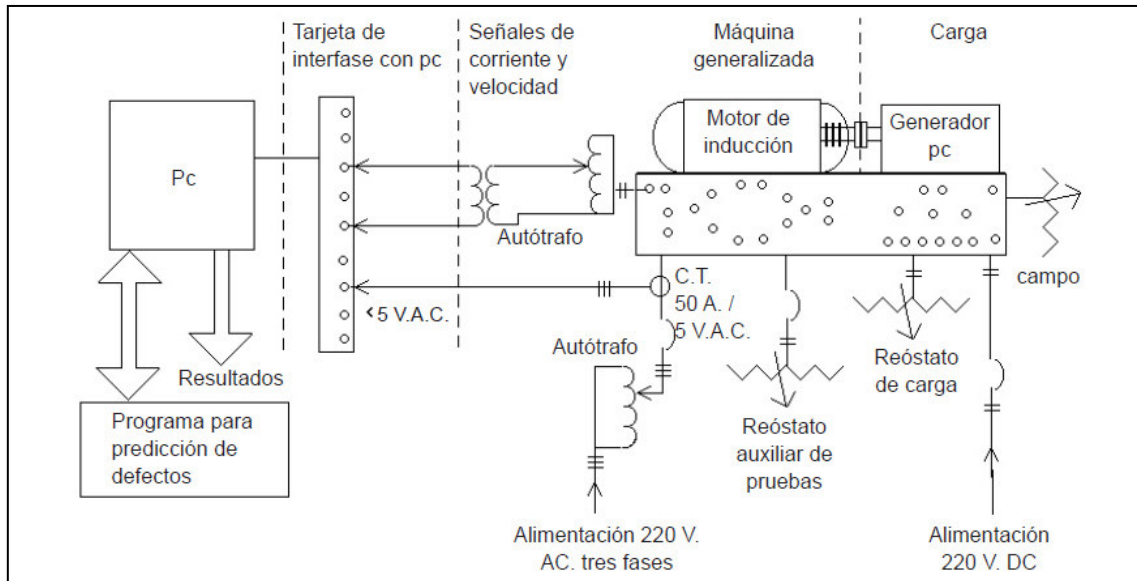 Tarjeta de
interfase con pc
Señales de
corriente y
velocidad
Máquina
generalizada
Carga
Pc
Motor de
inducción
Generador
pc
Autótrafo
campo
C.T.
50 A. /
5 V.A.C.
<5 V.A.C.
Autótrafo
Resultados
Reóstato
de carga
Programa para
predicción de
defectos
Reóstato
auxiliar de
pruebas
Alimentación 220 V.
AC. tres fases
Alimentación
220 V. DC